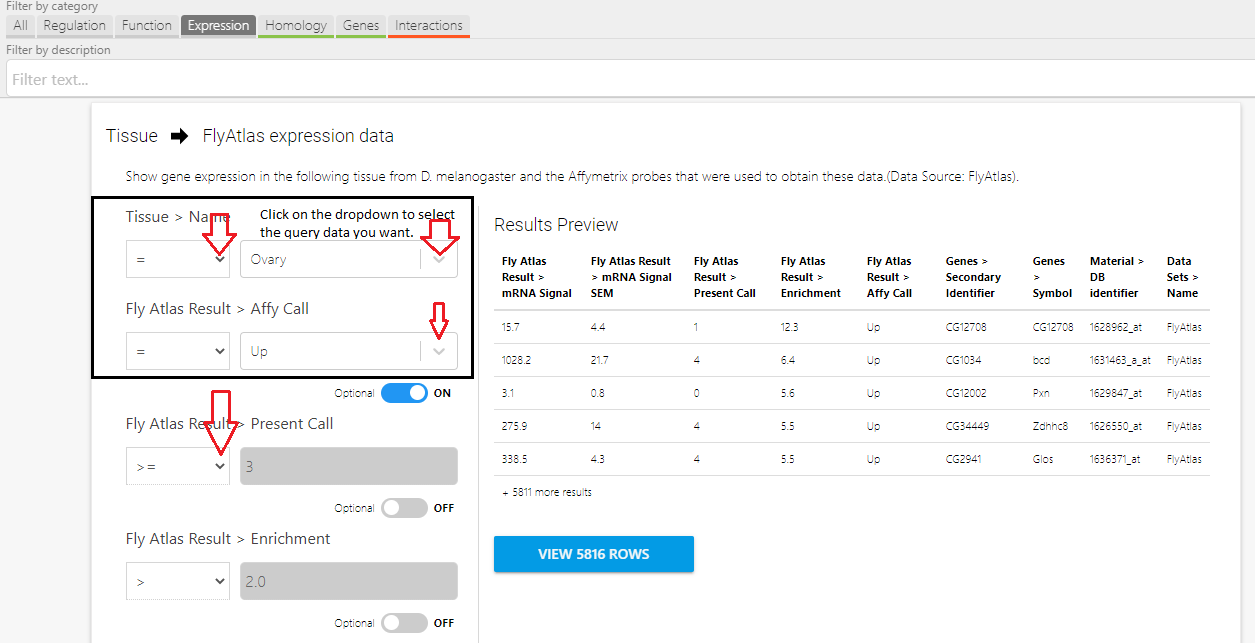 Filter by category
All Regulation Function Expression Homology Genes Interactions
Filter by description
Filter text...
Tissue FlyAtlas expression data
Show gene expression in the following tissue from D. melanogaster and the Affymetrix probes that were used to obtain these data.(Data Source: FlyAtlas).
Tissue > Name
Click on the dropdown to select
the query data you want.
= Ovary
Fly Atlas Result > Affy Call
= Up
Optional ON
Fly Atlas Result > Present Call
>= 3
Optional OFF
Fly Atlas Result > Enrichment
> 2.0
Optional OFF
Results Preview
Fly Atlas Fly Atlas Result Fly Atlas Fly Atlas Fly Atlas Genes > Genes Material > Data
Result > > mRNA Signal Result > Result > Result > Secondary > DB Sets >
mRNA Signal SEM Present Call Enrichment Affy Call Identifier Symbol identifier Name
15.7 4.4 1 12.3 Up CG12708 CG12708 1628962_at FlyAtlas
1028.2 21.7 4 6.4 Up CG1034 bcd 1631463_a_at FlyAtlas
3.1 0.8 0 5.6 Up CG12002 Pxn 1629847_at FlyAtlas
275.9 14 4 5.5 Up CG34449 Zdhhc8 1626550_at FlyAtlas
338.5 4.3 4 5.5 Up CG2941 Glos 1636371_at FlyAtlas
+ 5811 more results
VIEW 5816 ROWS